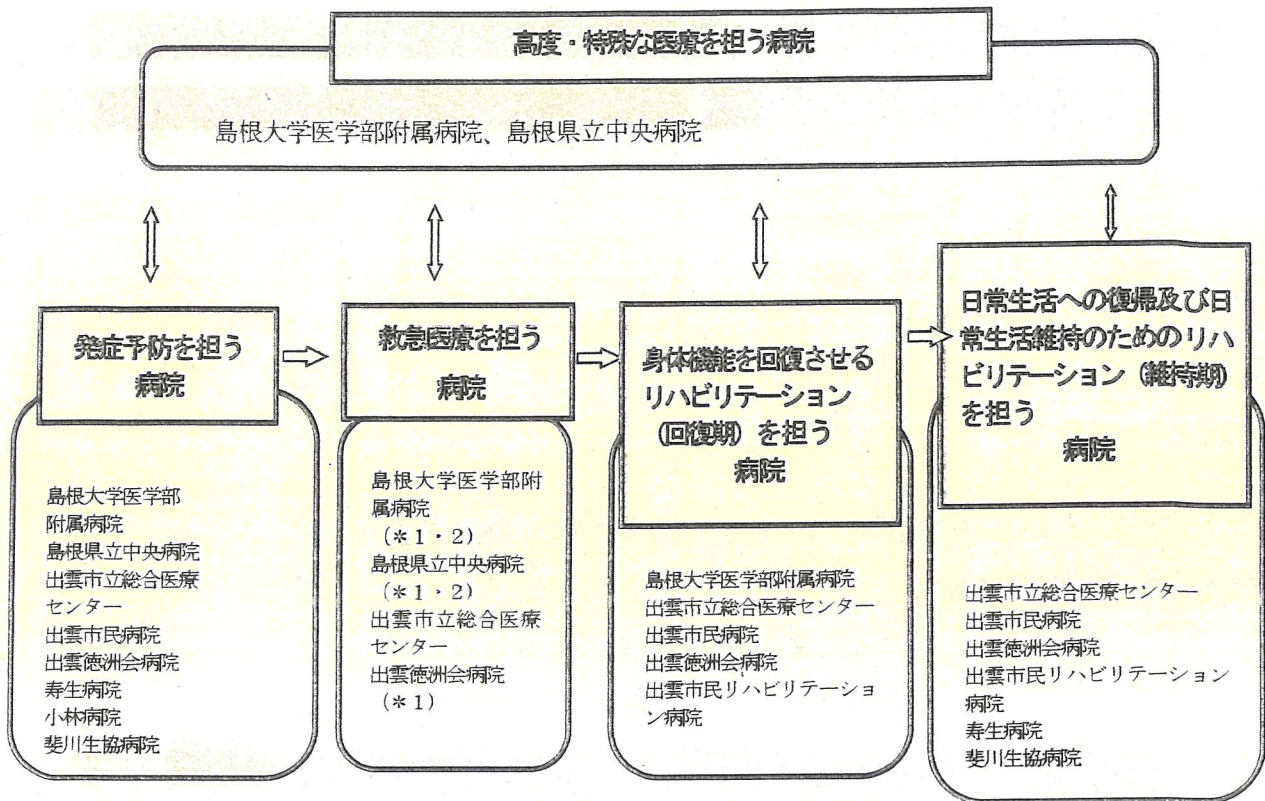 高度・特殊な医療を担う病院
島根大学医学部附属病院、島根県立中央病院
発症予防を担う
病院
島根大学医学部
附属病院
島根県立中央病院
出雲市立総合医療
センター
出雲市民病院
出雲徳洲会病院
寿生病院
小林病院
斐川生協病院
救急医療を担う
病院
島根大学医学部附
属病院
(＊1・2)
島根県立中央病院
(＊1・2)
出雲市立総合医療
センター
出雲徳洲会病院
(＊1)
身体機能を回復させる
リハビリテーション
(回復期) を担う
病院
島根大学医学部附属病院
出雲市立総合医療センター
出雲市民病院
出雲徳洲会病院
出雲市民リハビリテーショ
ン病院
日常生活への復帰及び日
常生活維持のためのリハ
ビリテーション (維持期)
を担う
病院
出雲市立総合医療センター
出雲市民病院
出雲徳洲会病院
出雲市民リハビリテーション
病院
寿生病院
斐川生協病院